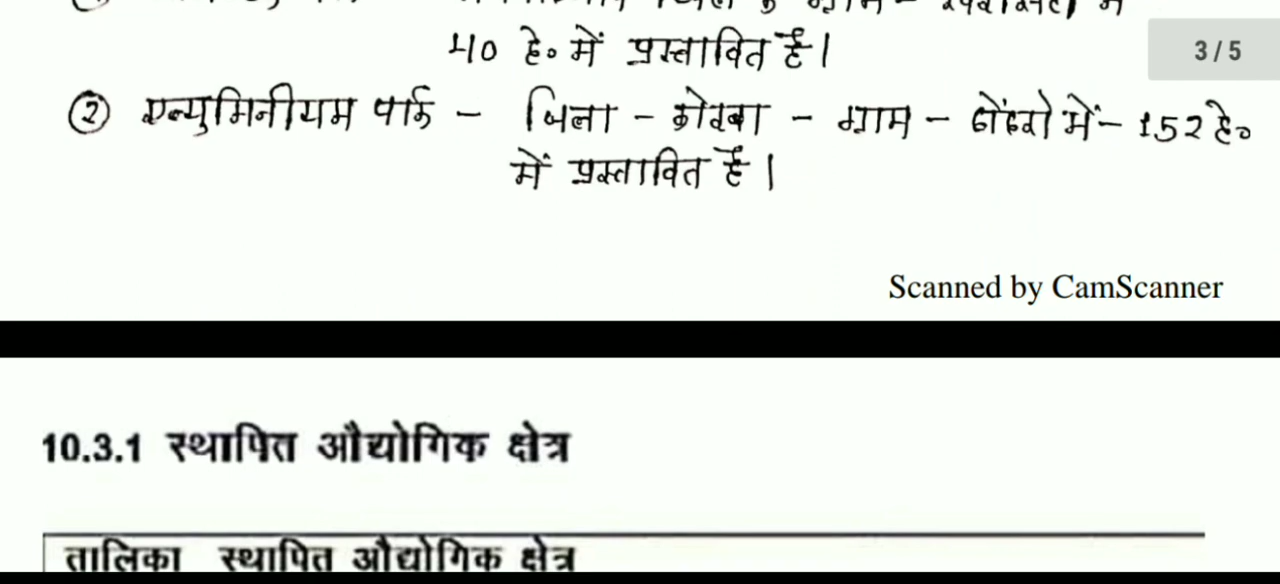 40 हे० में प्रस्तावित है।
3/5
② एल्युमिनीयम पार्क - जिला - कोरबा - ग्राम - में - 152 हे०
में प्रस्तावित है।
Scanned by CamScanner
10.3.1 स्थापित औद्योगिक क्षेत्र
तालिका स्थापित औद्योगिक क्षेत्र